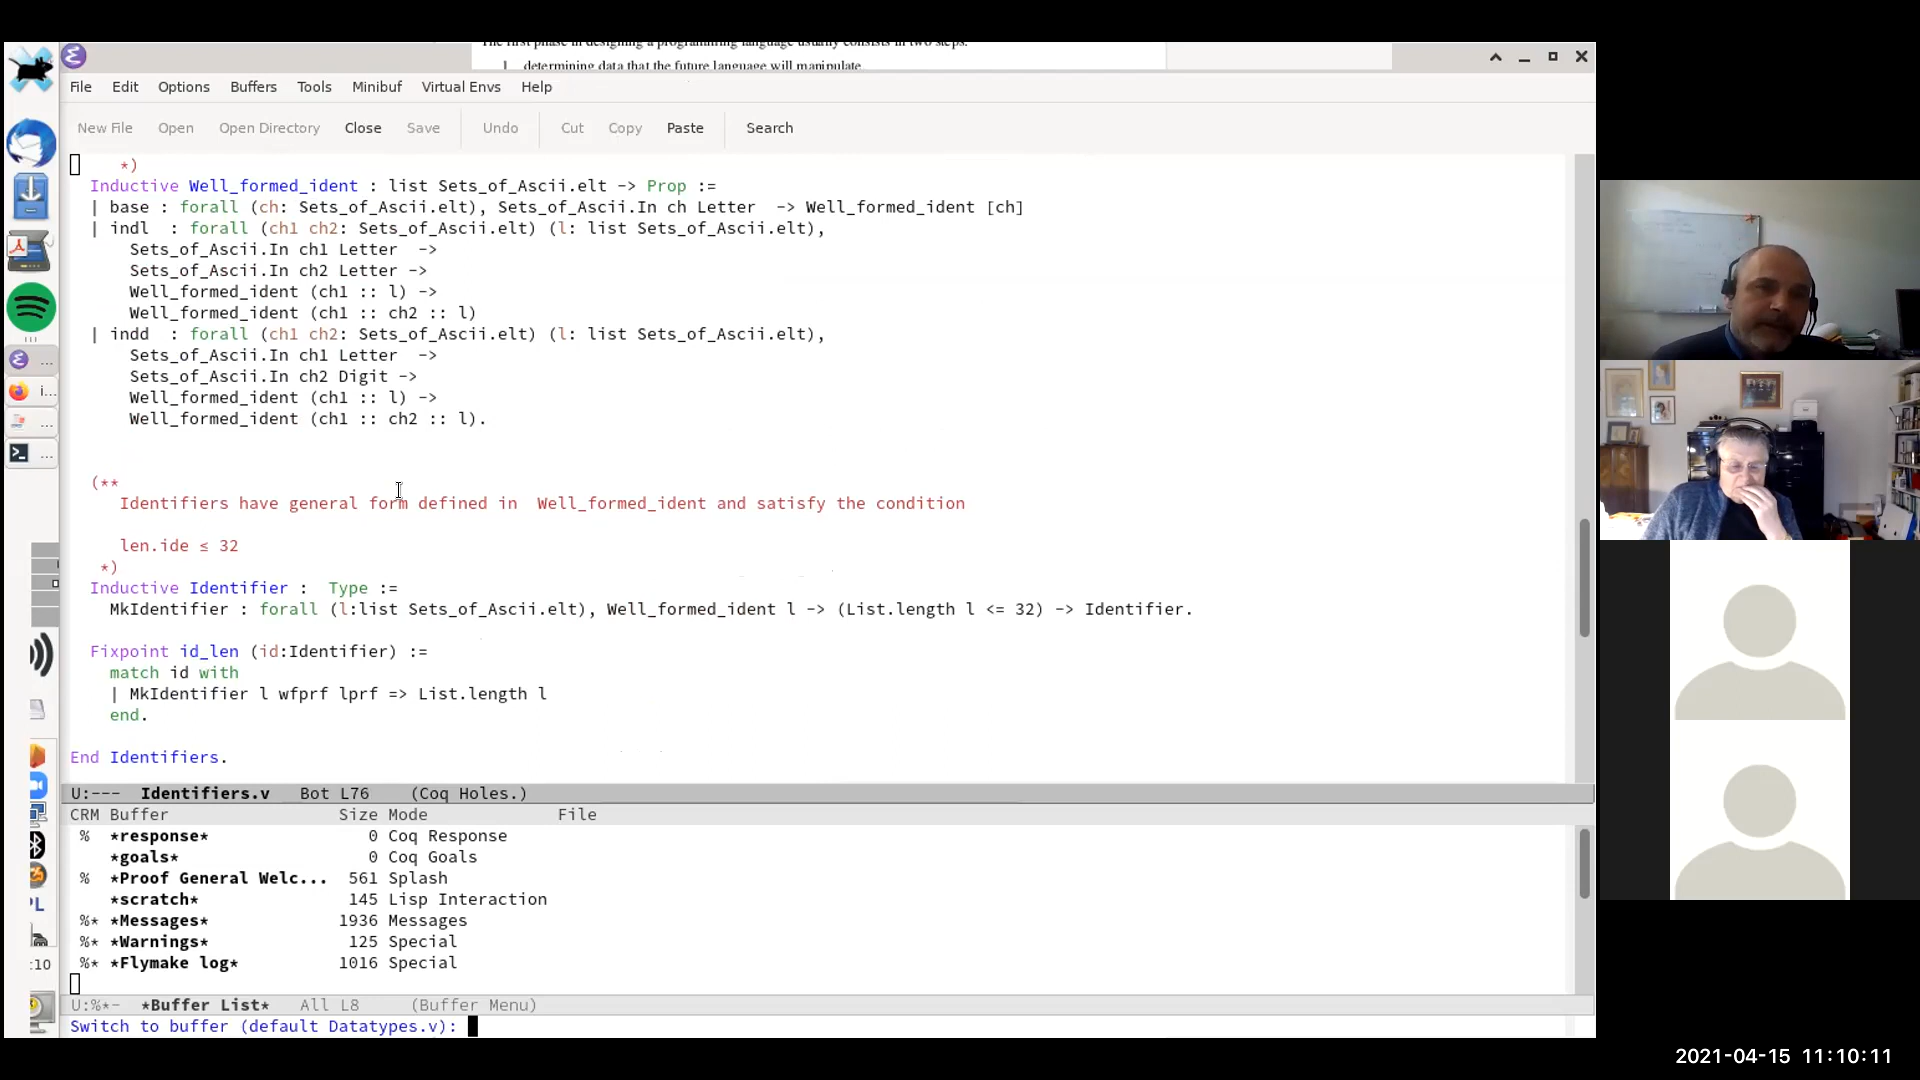 The first phase in designing a programming language usually consists in two steps.
1 determining data that the future language will manipulate
File Edit Options Buffers Tools Minibuf Virtual Envs Help
New File Open Open Directory Close Save Undo Cut Copy Paste Search
*)
Inductive Well_formed_ident : list Sets_of_Ascii.elt -> Prop :=
| base : forall (ch: Sets_of_Ascii.elt), Sets_of_Ascii.In ch Letter -> Well_formed_ident [ch]
| indl : forall (ch1 ch2: Sets_of_Ascii.elt) (l: list Sets_of_Ascii.elt),
Sets_of_Ascii.In ch1 Letter ->
Sets_of_Ascii.In ch2 Letter ->
Well_formed_ident (ch1 :: l) ->
Well_formed_ident (ch1 :: ch2 :: l)
| indd : forall (ch1 ch2: Sets_of_Ascii.elt) (l: list Sets_of_Ascii.elt),
Sets_of_Ascii.In ch1 Letter ->
Sets_of_Ascii.In ch2 Digit ->
Well_formed_ident (ch1 :: l) ->
Well_formed_ident (ch1 :: ch2 :: l).
(**
Identifiers have general form defined in Well_formed_ident and satisfy the condition
len.ide ≤ 32
*)
Inductive Identifier : Type :=
MkIdentifier : forall (l:list Sets_of_Ascii.elt), Well_formed_ident l -> (List.length l <= 32) -> Identifier.
Fixpoint id_len (id:Identifier) :=
match id with
| MkIdentifier l wfprf lprf => List.length l
end.
End Identifiers.
U:--- Identifiers.v Bot L76 (Coq Holes.)
CRM Buffer Size Mode File
% *response* 0 Coq Response
*goals* 0 Coq Goals
% *Proof General Welc... 561 Splash
*scratch* 145 Lisp Interaction
%* *Messages* 1936 Messages
%* *Warnings* 125 Special
%* *Flymake log* 1016 Special
U:%*- *Buffer List* All L8 (Buffer Menu)
Switch to buffer (default Datatypes.v):
...
i...
...
...
PL
:10
2021-04-15 11:10:11